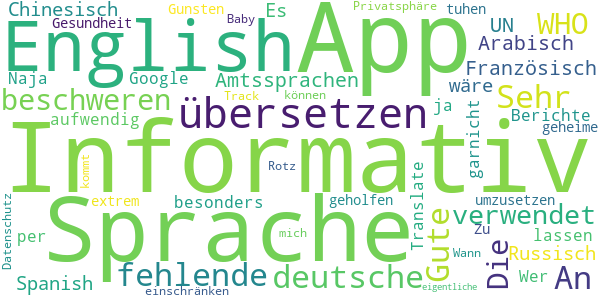 Chinesisch Gunsten Es Privatsphäre tuhen
Gesundheit Baby UN WHO
English App Arabisch
Naja Google Amtssprachen Französisch
beschweren wäre Sehr
übersetzen ja Berichte
aufwendig Track können garnicht geheime
Informativ
kommt Rotz Translate
extrem besonders geholfen umzusetzen
Datenschutz Sprache mich Gute verwendet
per Zu lassen
fehlende deutsche Wann Die Russisch
Spanish einschränken eigentliche Wer An